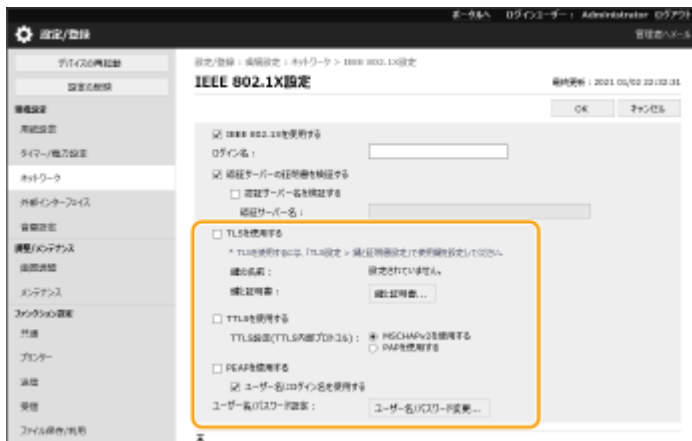 ポータルへ ログインユーザー： Administrator ログアウト
設定/登録
管理者へメール
デバイスの再起動
設定の反映
設定/登録 : 環境設定 : ネットワーク > IEEE 802.1X設定
IEEE 802.1X設定
最終更新 : 2021 01/02 22:32:31
OK
キャンセル
環境設定
用紙設定
タイマー/電力設定
ネットワーク
外部インターフェイス
音量設定
調整/メンテナンス
画質調整
メンテナンス
ファンクション設定
共通
プリンター
送信
受信
ファイル保存/利用
IEEE 802.1Xを使用する
ログイン名 :
認証サーバーの証明書を検証する
認証サーバー名を検証する
認証サーバー名 :
TLSを使用する
* TLSを使用するには、「TLS設定 > 鍵と証明書設定」で使用鍵を設定してください。
鍵の名前 :
設定されていません。
鍵と証明書 :
鍵と証明書...
TTLSを使用する
TTLS設定(TTLS内部プロトコル) :
MSCHAPv2を使用する
PAPを使用する
PEAPを使用する
ユーザー名にログイン名を使用する
ユーザー名/パスワード設定 :
ユーザー名/パスワード変更...